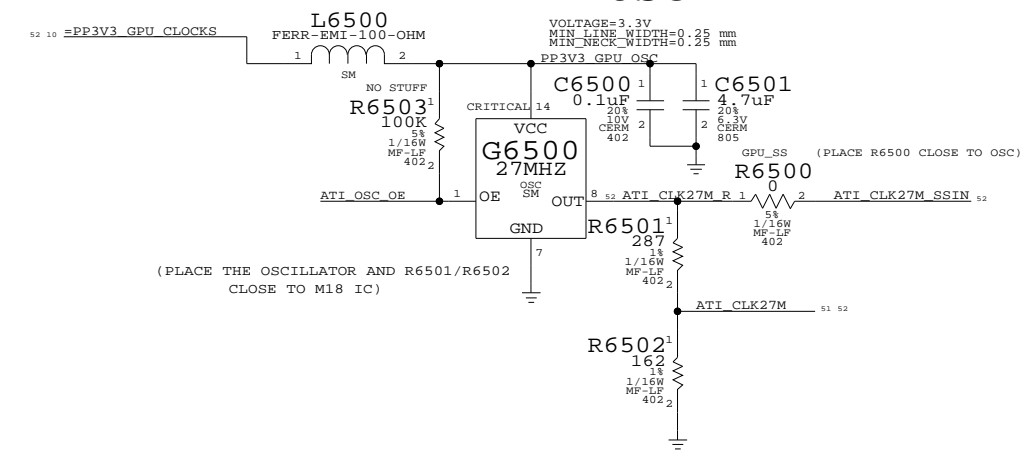 L6500
FERR-EMI-100-OHM
52 10 =PP3V3_GPU_CLOCKS
1 2
SM
VOLTAGE=3.3V
MIN_LINE_WIDTH=0.25 mm
MIN_NECK_WIDTH=0.25 mm
PP3V3_GPU_OSC
NO STUFF
R6503 1
100K
5%
1/16W
MF-LF
402 2
CRITICAL 14
VCC
G6500
27MHZ
OSC
SM
1 OE
OUT 8
GND
7
C6500 1
0.1uF
20%
10V 2
CERM
402
1 C6501
4.7uF
20%
2 6.3V
CERM
805
GPU_SS (PLACE R6500 CLOSE TO OSC)
R6500
0
ATI_OSC_OE
52 ATI_CLK27M_R 1 2 ATI_CLK27M_SSIN 52
5%
1/16W
MF-LF
402
R6501 1
287
1%
1/16W
MF-LF
402 2
(PLACE THE OSCILLATOR AND R6501/R6502
CLOSE TO M18 IC)
ATI_CLK27M 51 52
R6502 1
162
1%
1/16W
MF-LF
402 2